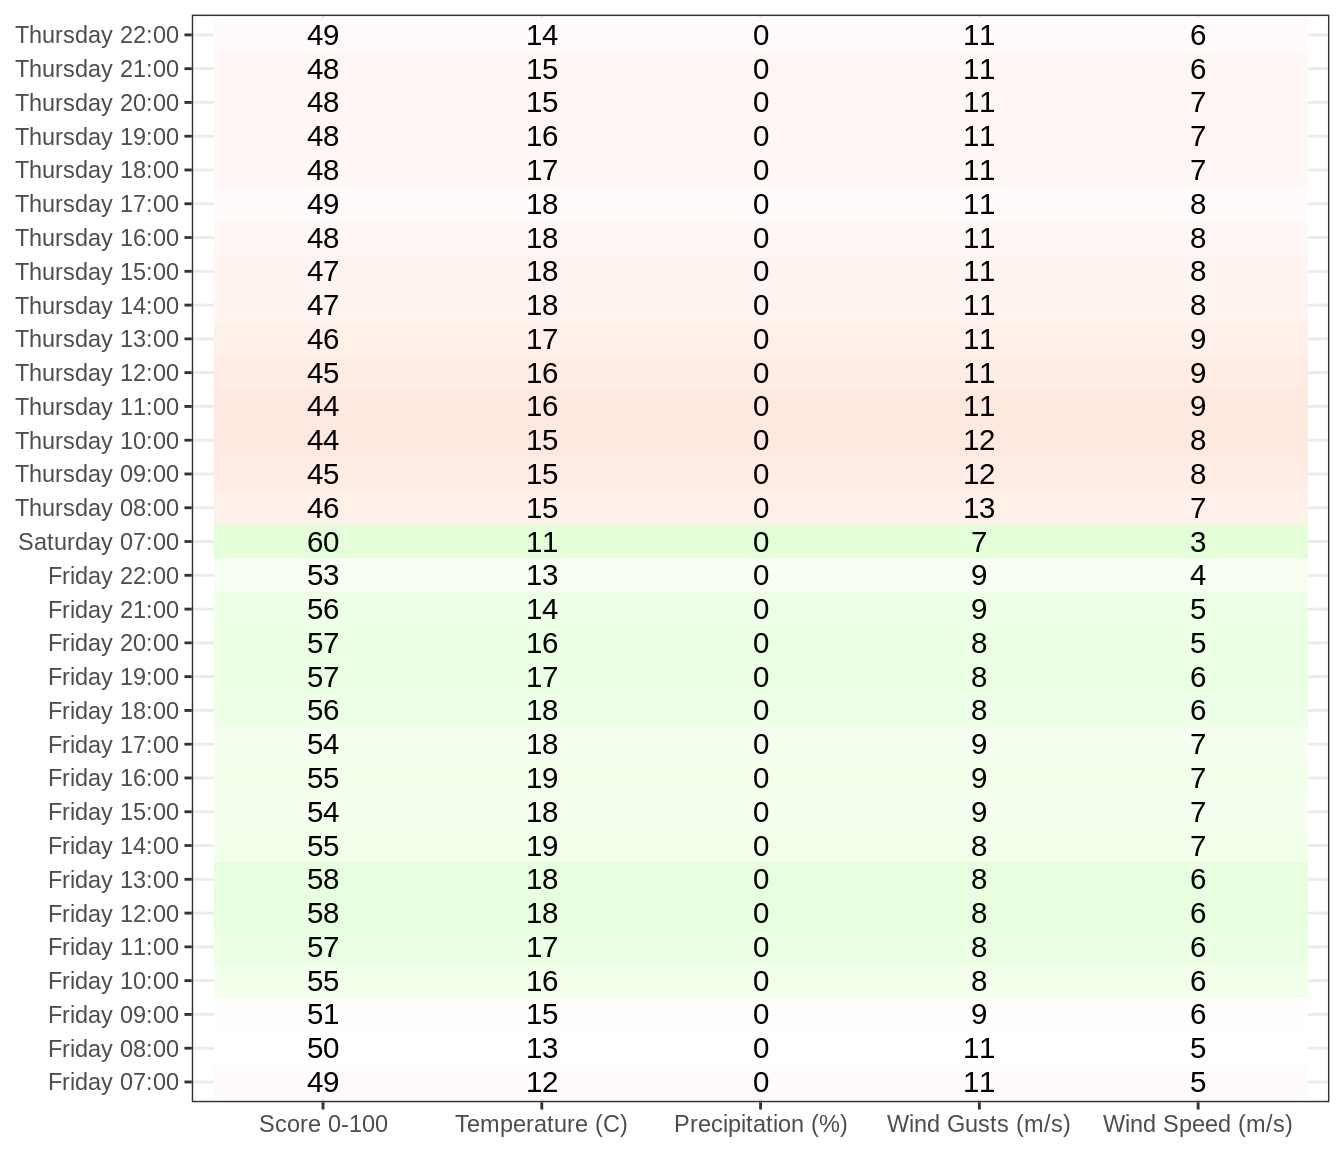 Thursday 22:00 49 14 0 11 6
Thursday 21:00 48 15 0 11 6
Thursday 20:00 48 15 0 11 7
Thursday 19:00 48 16 0 11 7
Thursday 18:00 48 17 0 11 7
Thursday 17:00 49 18 0 11 8
Thursday 16:00 48 18 0 11 8
Thursday 15:00 47 18 0 11 8
Thursday 14:00 47 18 0 11 8
Thursday 13:00 46 17 0 11 9
Thursday 12:00 45 16 0 11 9
Thursday 11:00 44 16 0 11 9
Thursday 10:00 44 15 0 12 8
Thursday 09:00 45 15 0 12 8
Thursday 08:00 46 15 0 13 7
Saturday 07:00 60 11 0 7 3
Friday 22:00 53 13 0 9 4
Friday 21:00 56 14 0 9 5
Friday 20:00 57 16 0 8 5
Friday 19:00 57 17 0 8 6
Friday 18:00 56 18 0 8 6
Friday 17:00 54 18 0 9 7
Friday 16:00 55 19 0 9 7
Friday 15:00 54 18 0 9 7
Friday 14:00 55 19 0 8 7
Friday 13:00 58 18 0 8 6
Friday 12:00 58 18 0 8 6
Friday 11:00 57 17 0 8 6
Friday 10:00 55 16 0 8 6
Friday 09:00 51 15 0 9 6
Friday 08:00 50 13 0 11 5
Friday 07:00 49 12 0 11 5
Score 0-100 Temperature (C) Precipitation (%) Wind Gusts (m/s) Wind Speed (m/s)